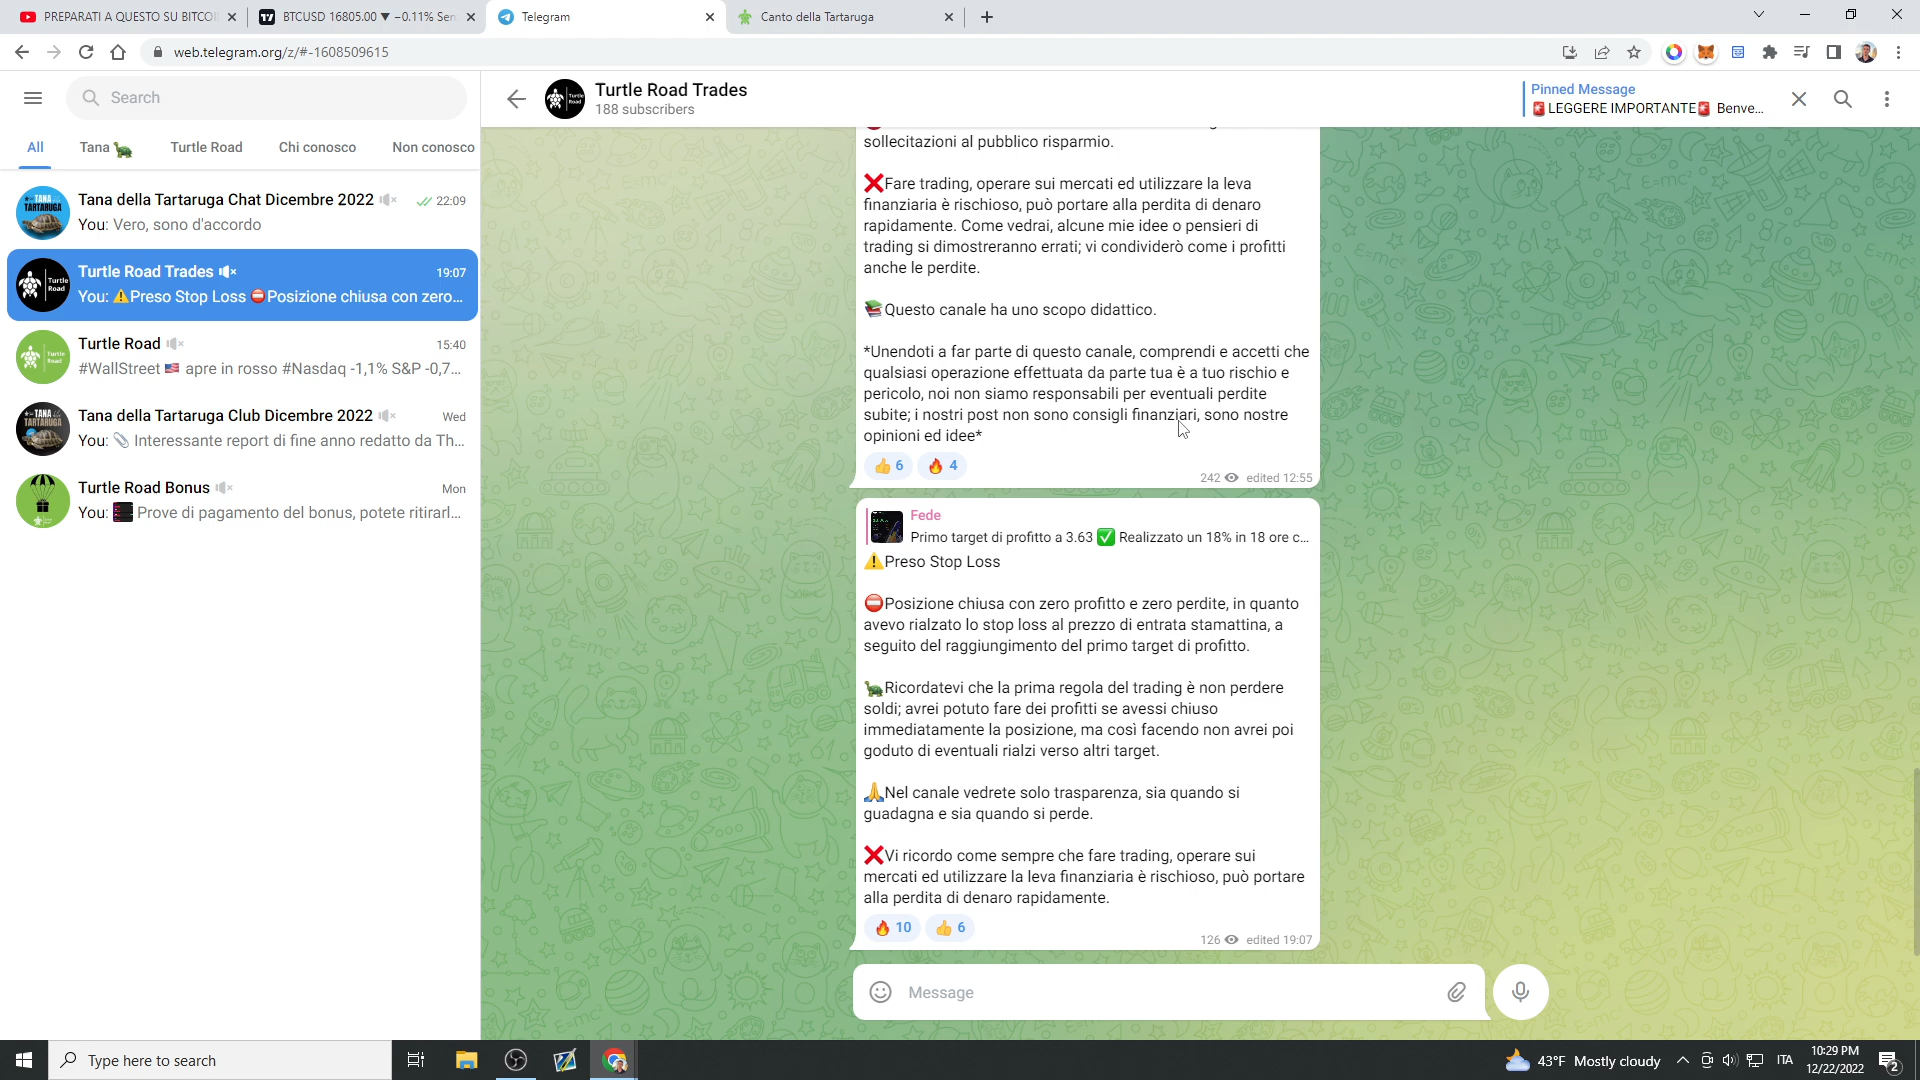 PREPARATI A QUESTO SU BITCOI
BTCUSD 16805.00 ▼ −0.11% Sen
Telegram
Canto della Tartaruga
web.telegram.org/z/#-1608509615
Search
All
Tana 🐢
Turtle Road
Chi conosco
Non conosco
Tana della Tartaruga Chat Dicembre 2022
22:09
You: Vero, sono d'accordo
Turtle Road Trades
19:07
You: ⚠️Preso Stop Loss ⛔Posizione chiusa con zero...
Turtle Road
15:40
#WallStreet 🇺🇸 apre in rosso #Nasdaq -1,1% S&P -0,7...
Tana della Tartaruga Club Dicembre 2022
Wed
You: 📎 Interessante report di fine anno redatto da Th...
Turtle Road Bonus
Mon
You: Prove di pagamento del bonus, potete ritirarl...
Turtle Road Trades
188 subscribers
Pinned Message
🚨LEGGERE IMPORTANTE🚨 Benve...
sollecitazioni al pubblico risparmio.
❌Fare trading, operare sui mercati ed utilizzare la leva
finanziaria è rischioso, può portare alla perdita di denaro
rapidamente. Come vedrai, alcune mie idee o pensieri di
trading si dimostreranno errati; vi condividerò come i profitti
anche le perdite.
📚Questo canale ha uno scopo didattico.
*Unendoti a far parte di questo canale, comprendi e accetti che
qualsiasi operazione effettuata da parte tua è a tuo rischio e
pericolo, noi non siamo responsabili per eventuali perdite
subite; i nostri post non sono consigli finanziari, sono nostre
opinioni ed idee*
👍 6 🔥 4
242 edited 12:55
Fede
Primo target di profitto a 3.63 ✅ Realizzato un 18% in 18 ore c...
⚠️Preso Stop Loss
⛔Posizione chiusa con zero profitto e zero perdite, in quanto
avevo rialzato lo stop loss al prezzo di entrata stamattina, a
seguito del raggiungimento del primo target di profitto.
🐢Ricordatevi che la prima regola del trading è non perdere
soldi; avrei potuto fare dei profitti se avessi chiuso
immediatamente la posizione, ma così facendo non avrei poi
goduto di eventuali rialzi verso altri target.
🙏Nel canale vedrete solo trasparenza, sia quando si
guadagna e sia quando si perde.
❌Vi ricordo come sempre che fare trading, operare sui
mercati ed utilizzare la leva finanziaria è rischioso, può portare
alla perdita di denaro rapidamente.
🔥 10 👍 6
126 edited 19:07
Message
Type here to search
43°F Mostly cloudy
ITA
10:29 PM
12/22/2022
2